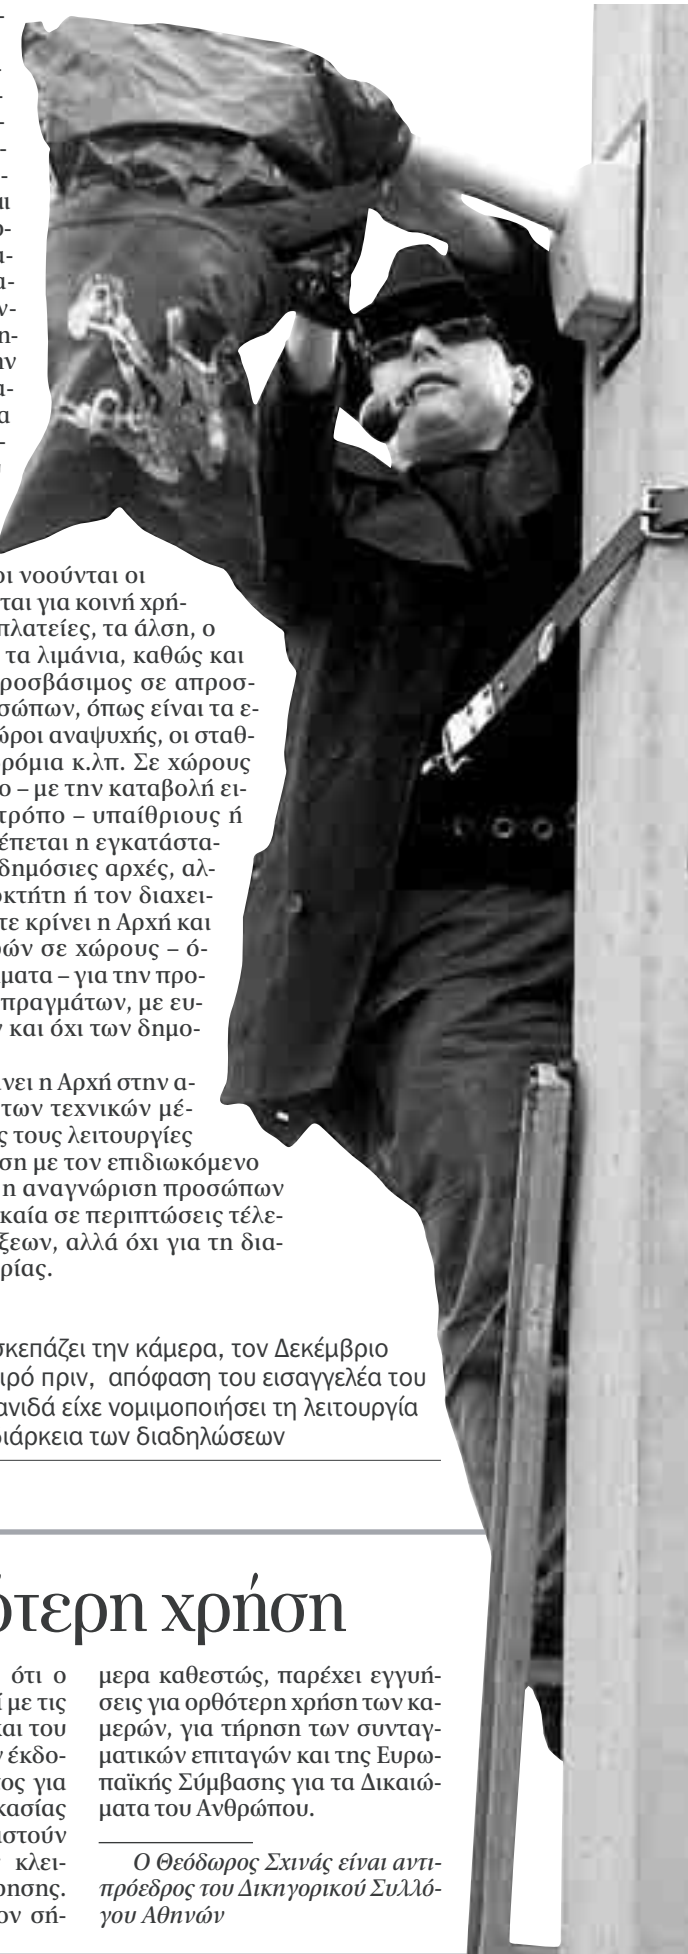 αι
ν-
ην
α
οι νοούνται οι
ται για κοινή χρή-
πλατείες, τα άλση, ο
τα λιμάνια, καθώς και
ροσβάσιμος σε απροσ-
σώπων, όπως είναι τα ε-
ώροι αναψυχής, οι σταθ-
ρόμια κ.λπ. Σε χώρους
ο – με την καταβολή ει-
τρόπο – υπαίθριους ή
έπεται η εγκατάστα-
δημόσιες αρχές, αλ-
οκτήτη ή τον διαχει-
τε κρίνει η Αρχή και
ρών σε χώρους – ό-
ματα – για την προ-
πραγμάτων, με ευ-
ν και όχι των δημο-
νει η Αρχή στην α-
των τεχνικών μέ-
ς τους λειτουργίες
ση με τον επιδιωκόμενο
η αναγνώριση προσώπων
καία σε περιπτώσεις τέλε-
ξεων, αλλά όχι για τη δια-
ρίας.
σκεπάζει την κάμερα, τον Δεκέμβριο
ιρό πριν, απόφαση του εισαγγελέα του
ανιδά είχε νομιμοποιήσει τη λειτουργία
διάρκεια των διαδηλώσεων
ότερη χρήση
ότι ο
ί με τις
και του
ν έκδο-
ος για
κασίας
ιστούν
κλει-
ρησης.
ον σή-
μερα καθεστώς, παρέχει εγγυή-
σεις για ορθότερη χρήση των κα-
μερών, για τήρηση των συνταγ-
ματικών επιταγών και της Ευρω-
παϊκής Σύμβασης για τα Δικαιώ-
ματα του Ανθρώπου.
Ο Θεόδωρος Σχινάς είναι αντι-
πρόεδρος του Δικηγορικού Συλλό-
γου Αθηνών